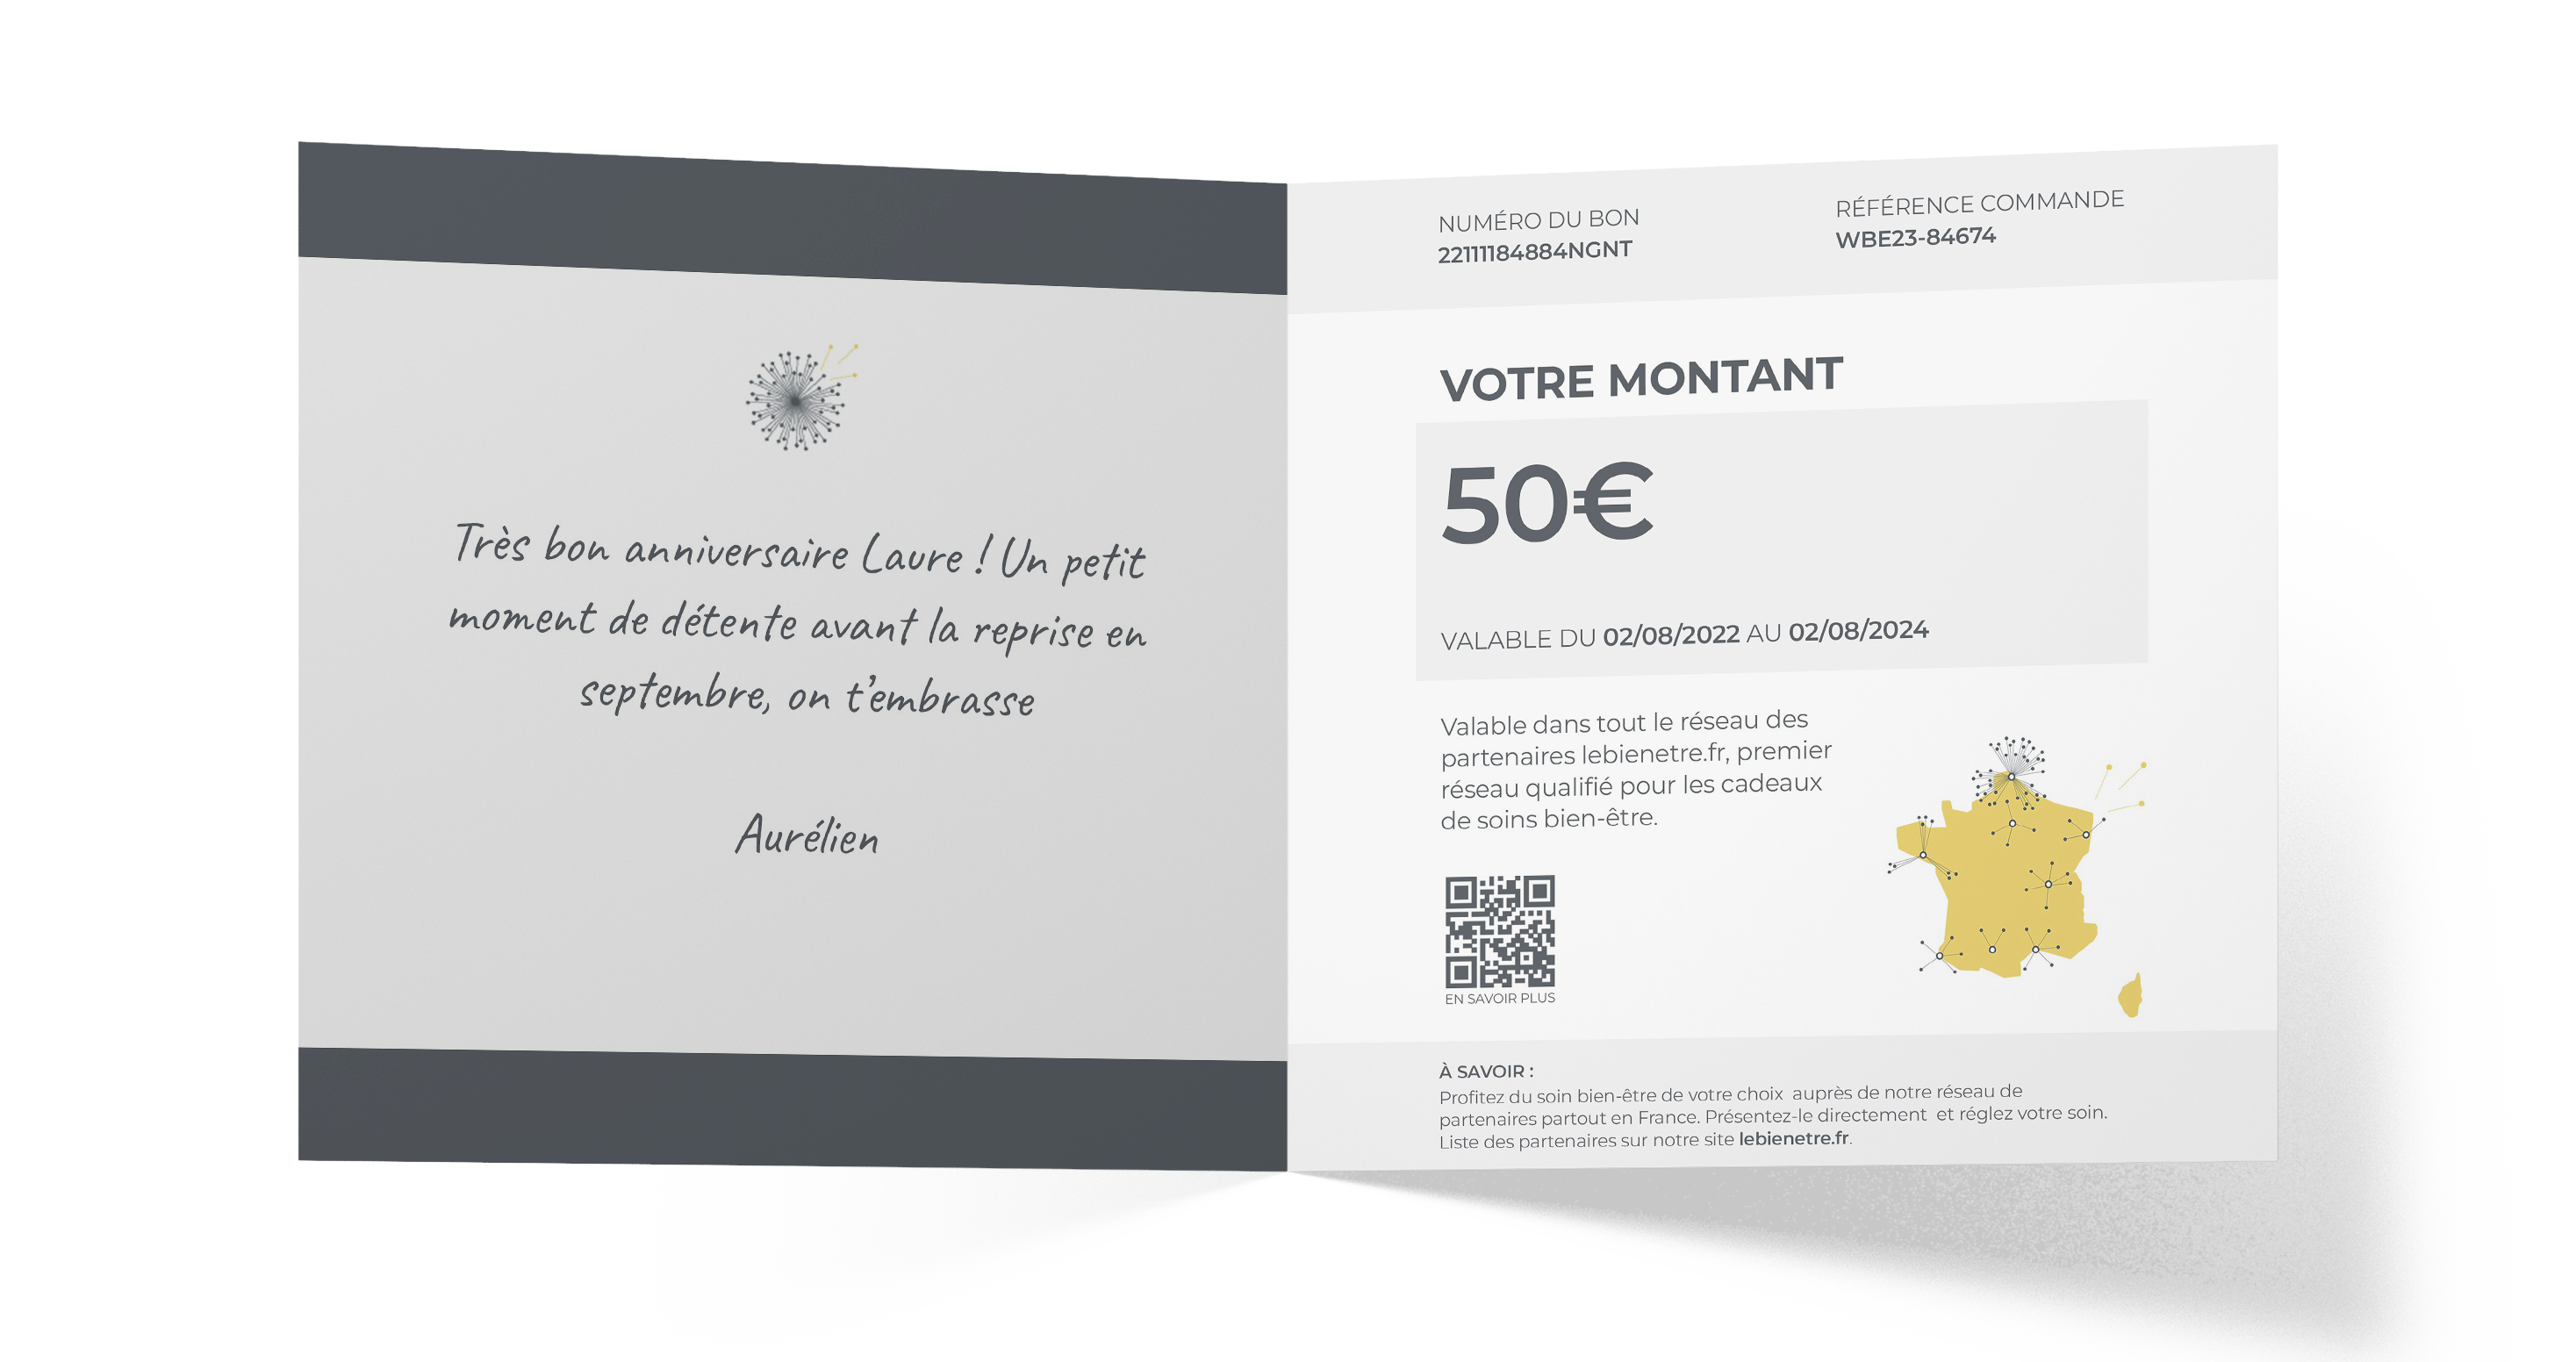 Très bon anniversaire Laure ! Un petit
moment de détente avant la reprise en
septembre, on t'embrasse
Aurélien
NUMÉRO DU BON
22111184884NGNT
RÉFÉRENCE COMMANDE
WBE23-84674
VOTRE MONTANT
50€
VALABLE DU 02/08/2022 AU 02/08/2024
Valable dans tout le réseau des
partenaires lebienetre.fr, premier
réseau qualifié pour les cadeaux
de soins bien-être.
EN SAVOIR PLUS
À SAVOIR :
Profitez du soin bien-être de votre choix auprès de notre réseau de
partenaires partout en France. Présentez-le directement et réglez votre soin.
Liste des partenaires sur notre site lebienetre.fr.